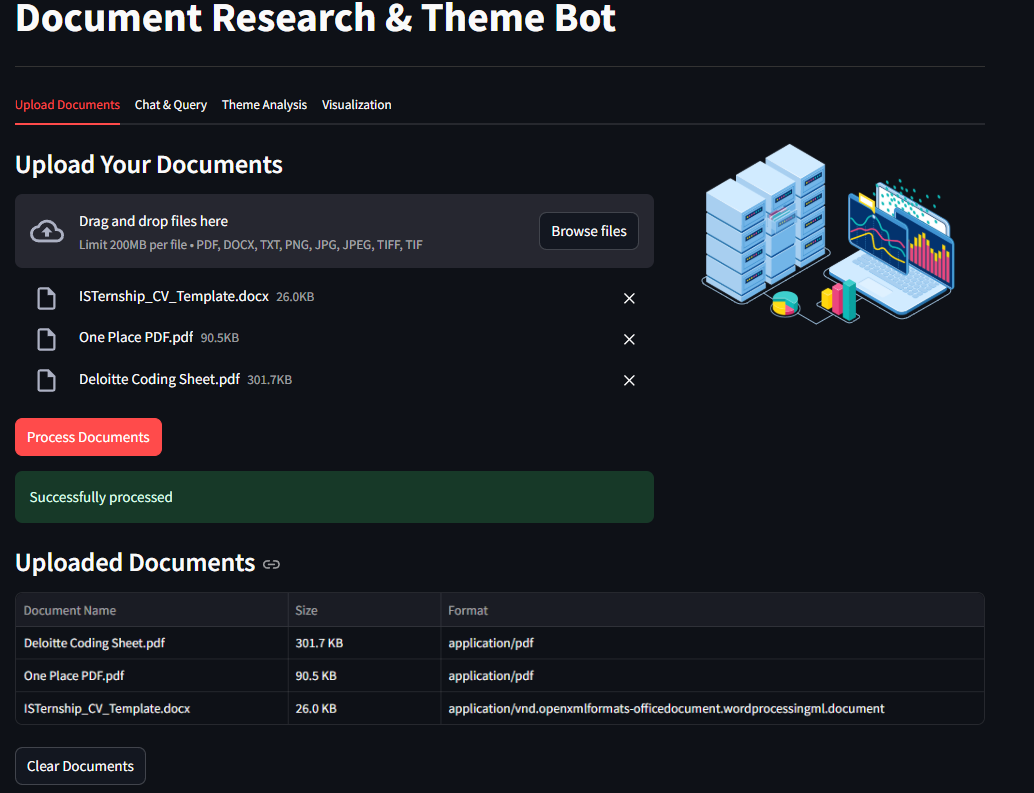 Document Research & Theme Bot
Upload Documents Chat & Query Theme Analysis Visualization
Upload Your Documents
Drag and drop files here
Limit 200MB per file • PDF, DOCX, TXT, PNG, JPG, JPEG, TIFF, TIF
Browse files
ISTernship_CV_Template.docx 26.0KB
One Place PDF.pdf 90.5KB
Deloitte Coding Sheet.pdf 301.7KB
Process Documents
Successfully processed
Uploaded Documents
Document Name Size Format
Deloitte Coding Sheet.pdf 301.7 KB application/pdf
One Place PDF.pdf 90.5 KB application/pdf
ISTernship_CV_Template.docx 26.0 KB application/vnd.openxmlformats-officedocument.wordprocessingml.document
Clear Documents